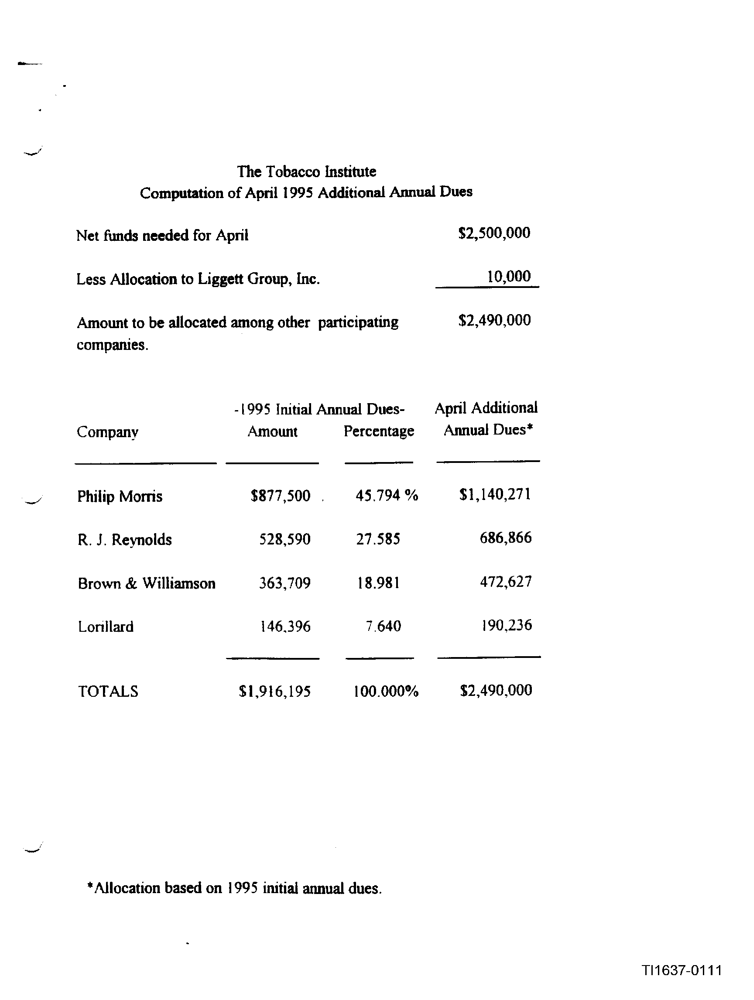 The Tobacco Institute
Computation of April 1995 Additional Annual Dues
Net funds needed for April $2,500,000
Less Allocation to Liggett Group, Inc. 10,000
Amount to be allocated among other participating $2,490,000
companies.
-1995 Initial Annual Dues- April Additional
Company Amount Percentage Annual Dues*
Philip Morris $877,500 45.794 % $1,140,271
R. J. Reynolds 528,590 27.585 686,866
Brown & Williamson 363,709 18.981 472,627
Lorillard 146,396 7.640 190,236
TOTALS $1,916,195 100.000% $2,490,000
*Allocation based on 1995 initial annual dues.
TI1637-0111